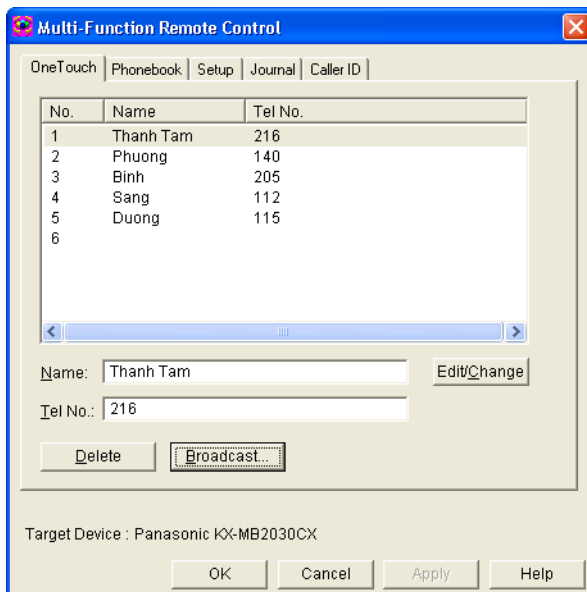 Multi-Function Remote Control
OneTouch Phonebook Setup Journal Caller ID
No. Name Tel No.
1 Thanh Tam 216
2 Phuong 140
3 Binh 205
4 Sang 112
5 Duong 115
6
Name: Thanh Tam Edit/Change
Tel No.: 216
Delete Broadcast...
Target Device : Panasonic KX-MB2030CX
OK Cancel Apply Help